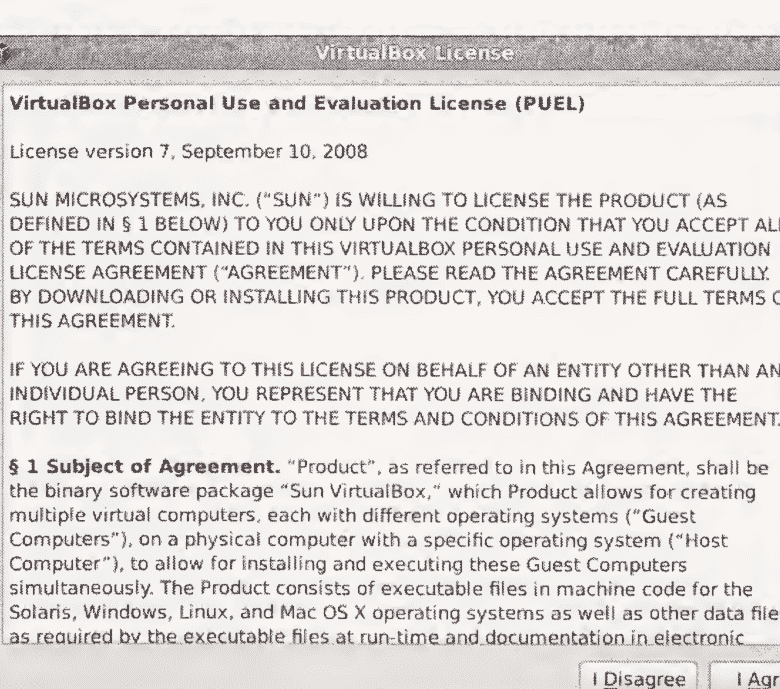 VirtualBox License
VirtualBox Personal Use and Evaluation License (PUEL)
License version 7, September 10, 2008
SUN MICROSYSTEMS, INC. (“SUN”) IS WILLING TO LICENSE THE PRODUCT (AS
DEFINED IN § 1 BELOW) TO YOU ONLY UPON THE CONDITION THAT YOU ACCEPT AL
OF THE TERMS CONTAINED IN THIS VIRTUALBOX PERSONAL USE AND EVALUATION
LICENSE AGREEMENT (“AGREEMENT”). PLEASE READ THE AGREEMENT CAREFULLY.
BY DOWNLOADING OR INSTALLING THIS PRODUCT, YOU ACCEPT THE FULL TERMS
THIS AGREEMENT.
IF YOU ARE AGREEING TO THIS LICENSE ON BEHALF OF AN ENTITY OTHER THAN AN
INDIVIDUAL PERSON, YOU REPRESENT THAT YOU ARE BINDING AND HAVE THE
RIGHT TO BIND THE ENTITY TO THE TERMS AND CONDITIONS OF THIS AGREEMENT.
§ 1 Subject of Agreement. “Product”, as referred to in this Agreement, shall be
the binary software package “Sun VirtualBox,” which Product allows for creating
multiple virtual computers, each with different operating systems (“Guest
Computers”), on a physical computer with a specific operating system (“Host
Computer”), to allow for installing and executing these Guest Computers
simultaneously. The Product consists of executable files in machine code for the
Solaris, Windows, Linux, and Mac OS X operating systems as well as other data file
as required by the executable files at run-time and documentation in electronic
I Disagree I Agr